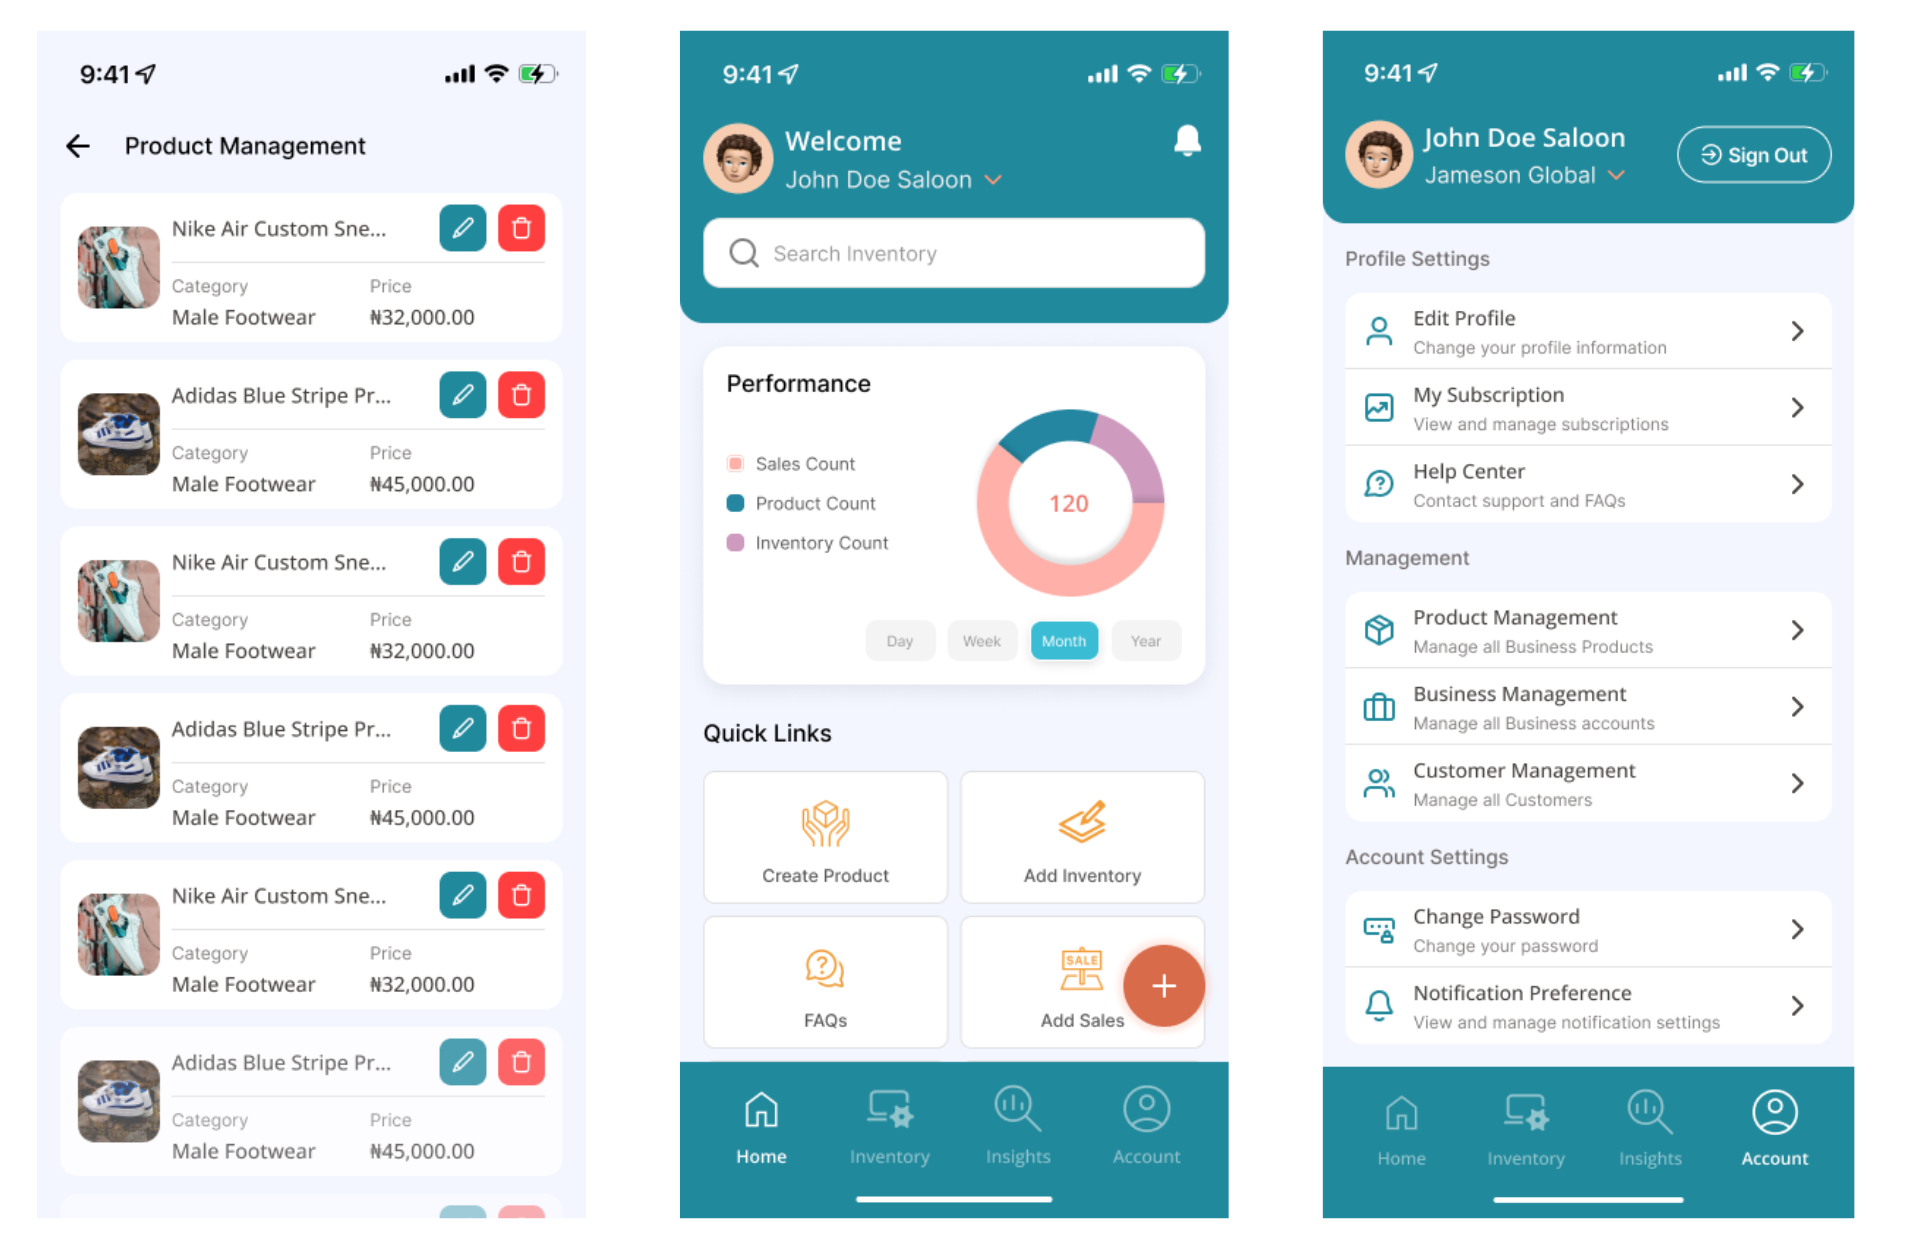 9:41
Product Management
Nike Air Custom Sne...
Category Price
Male Footwear ₦32,000.00
Adidas Blue Stripe Pr...
Category Price
Male Footwear ₦45,000.00
Nike Air Custom Sne...
Category Price
Male Footwear ₦32,000.00
Adidas Blue Stripe Pr...
Category Price
Male Footwear ₦45,000.00
Nike Air Custom Sne...
Category Price
Male Footwear ₦32,000.00
Adidas Blue Stripe Pr...
Category Price
Male Footwear ₦45,000.00
9:41
Welcome
John Doe Saloon
Search Inventory
Performance
Sales Count
Product Count
Inventory Count
120
Day Week Month Year
Quick Links
Create Product
Add Inventory
FAQs
SALE
Add Sales
Home Inventory Insights Account
9:41
John Doe Saloon
Jameson Global
Sign Out
Profile Settings
Edit Profile
Change your profile information
My Subscription
View and manage subscriptions
Help Center
Contact support and FAQs
Management
Product Management
Manage all Business Products
Business Management
Manage all Business accounts
Customer Management
Manage all Customers
Account Settings
Change Password
Change your password
Notification Preference
View and manage notification settings
Home Inventory Insights Account